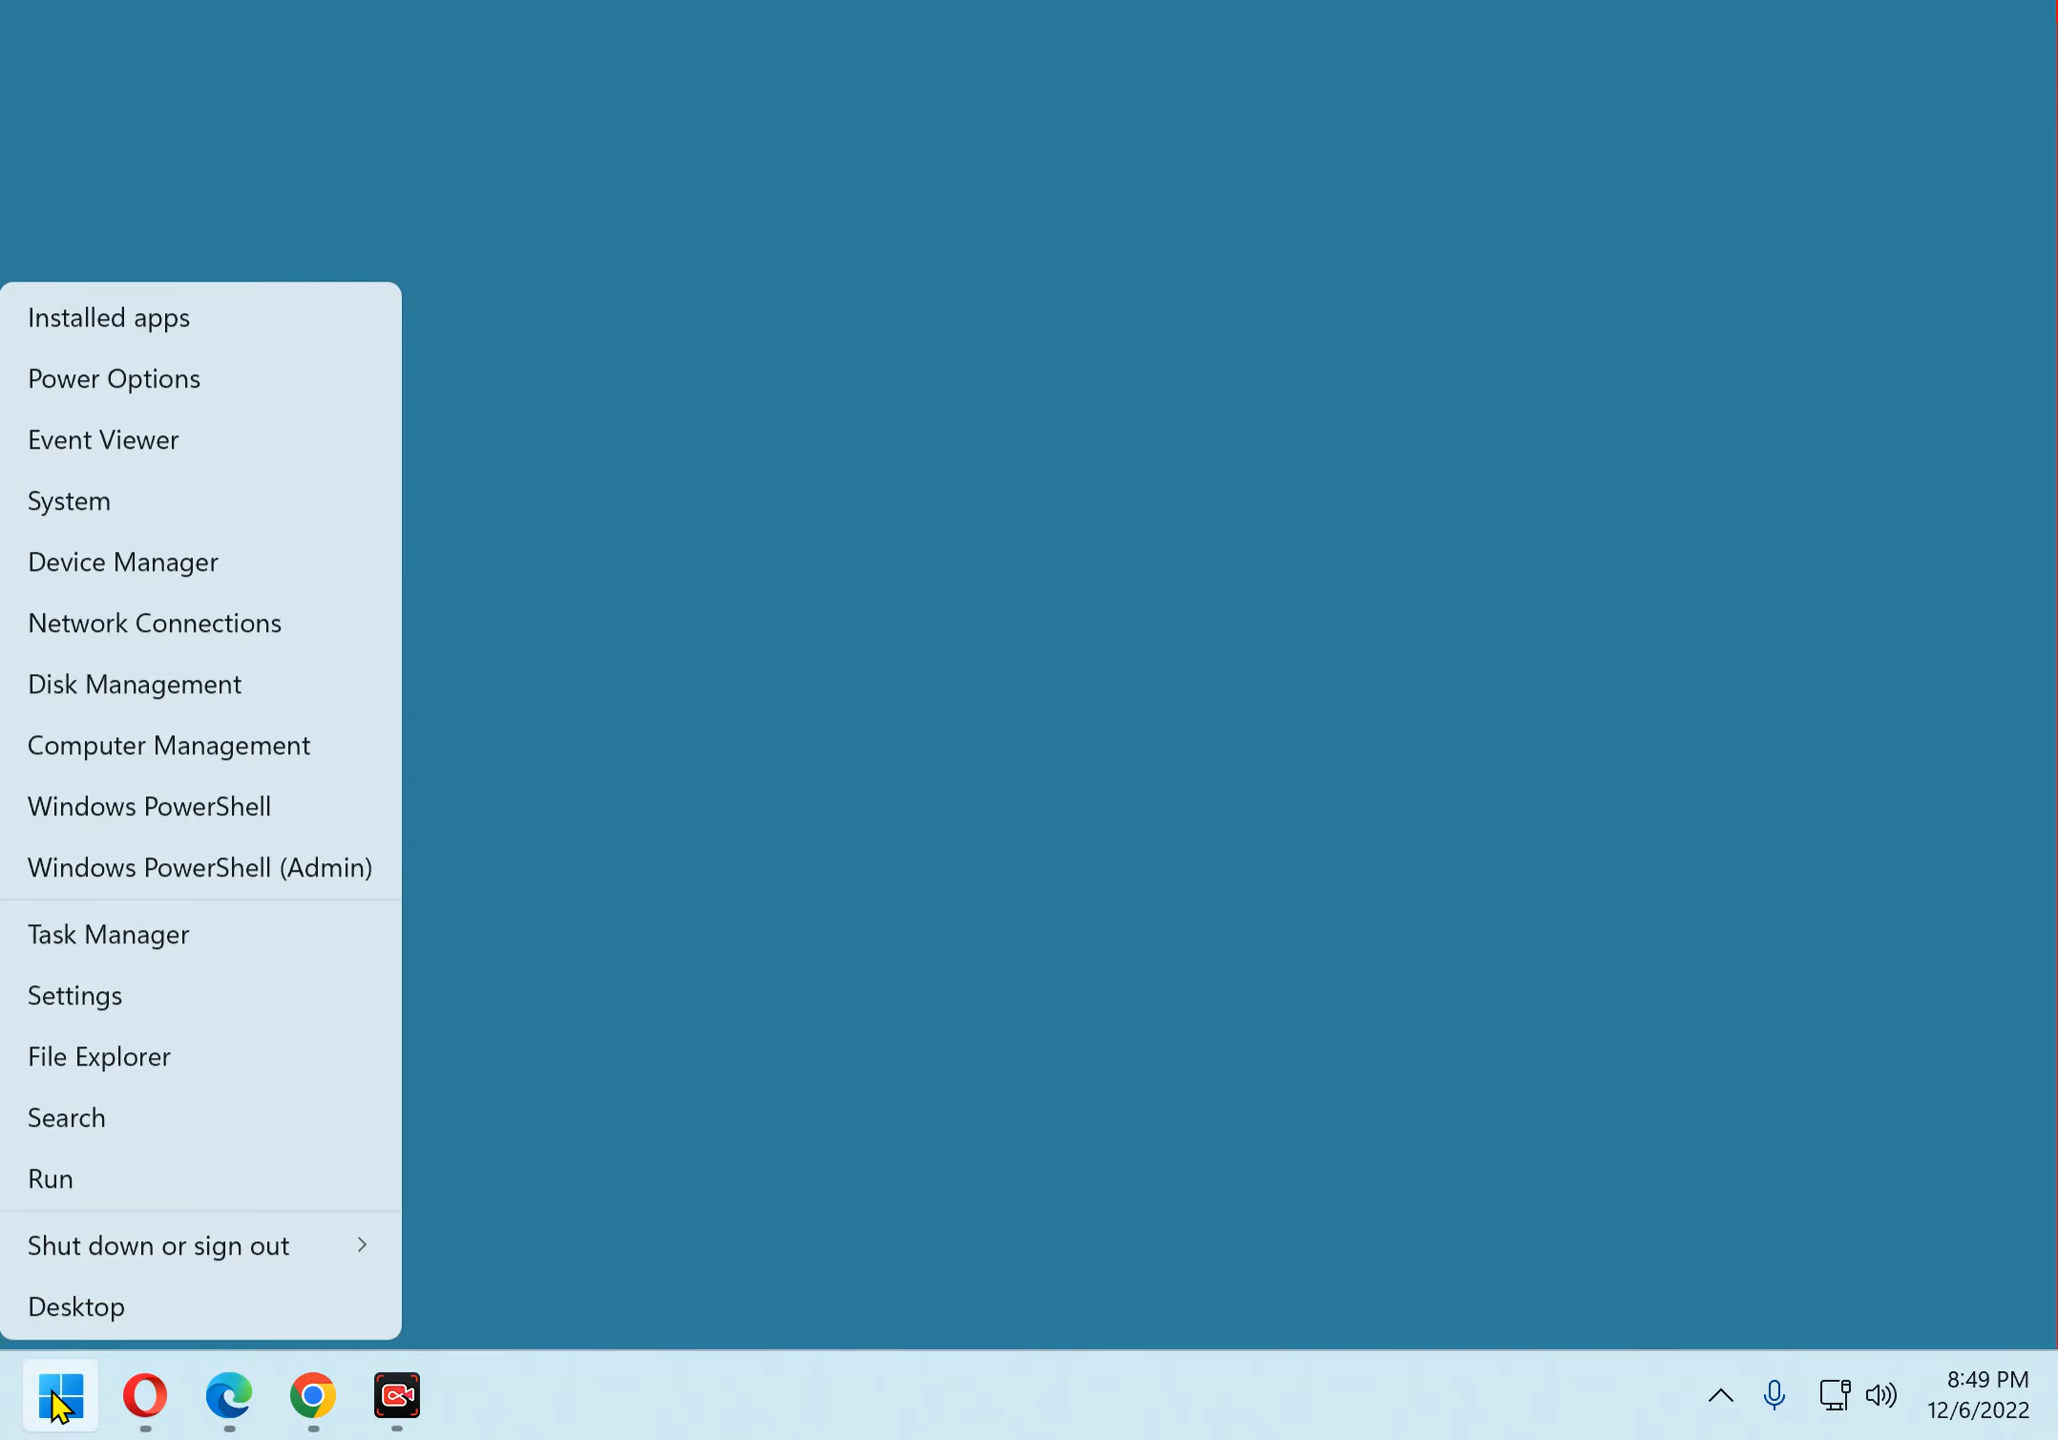 Installed apps
Power Options
Event Viewer
System
Device Manager
Network Connections
Disk Management
Computer Management
Windows PowerShell
Windows PowerShell (Admin)
Task Manager
Settings
File Explorer
Search
Run
Shut down or sign out
Desktop
8:49 PM
12/6/2022